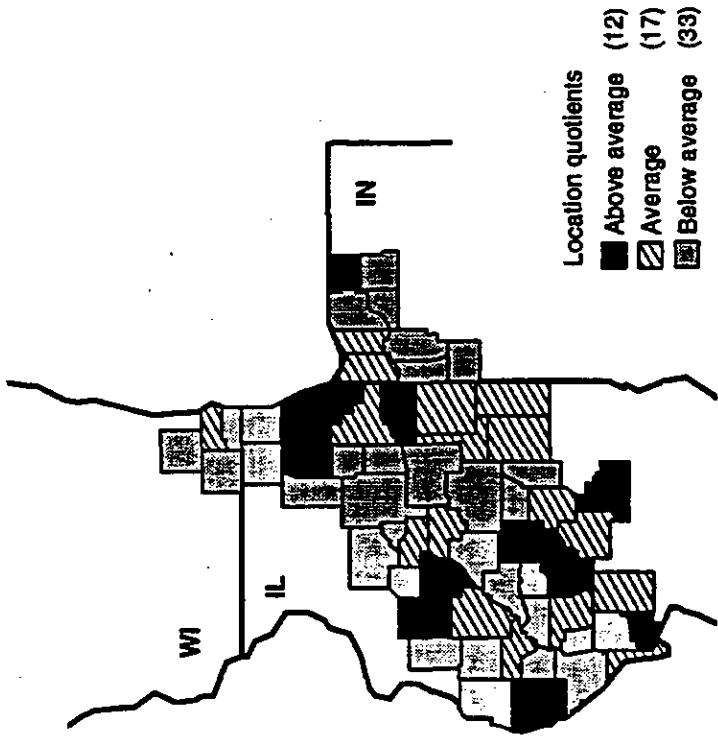 WI
IL
IN
Location quotients
Above average (12)
Average (17)
Below average (33)